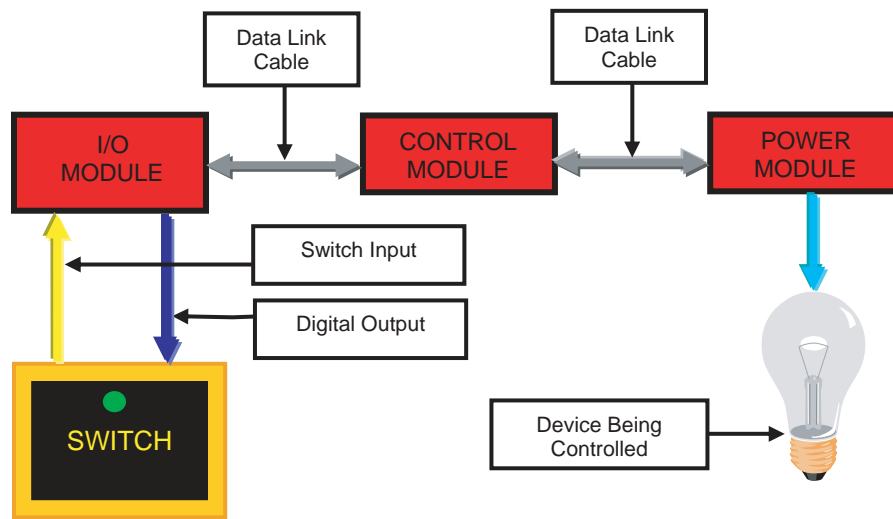 Data Link
Cable
Data Link
Cable
I/O
MODULE
CONTROL
MODULE
POWER
MODULE
Switch Input
Digital Output
SWITCH
Device Being
Controlled